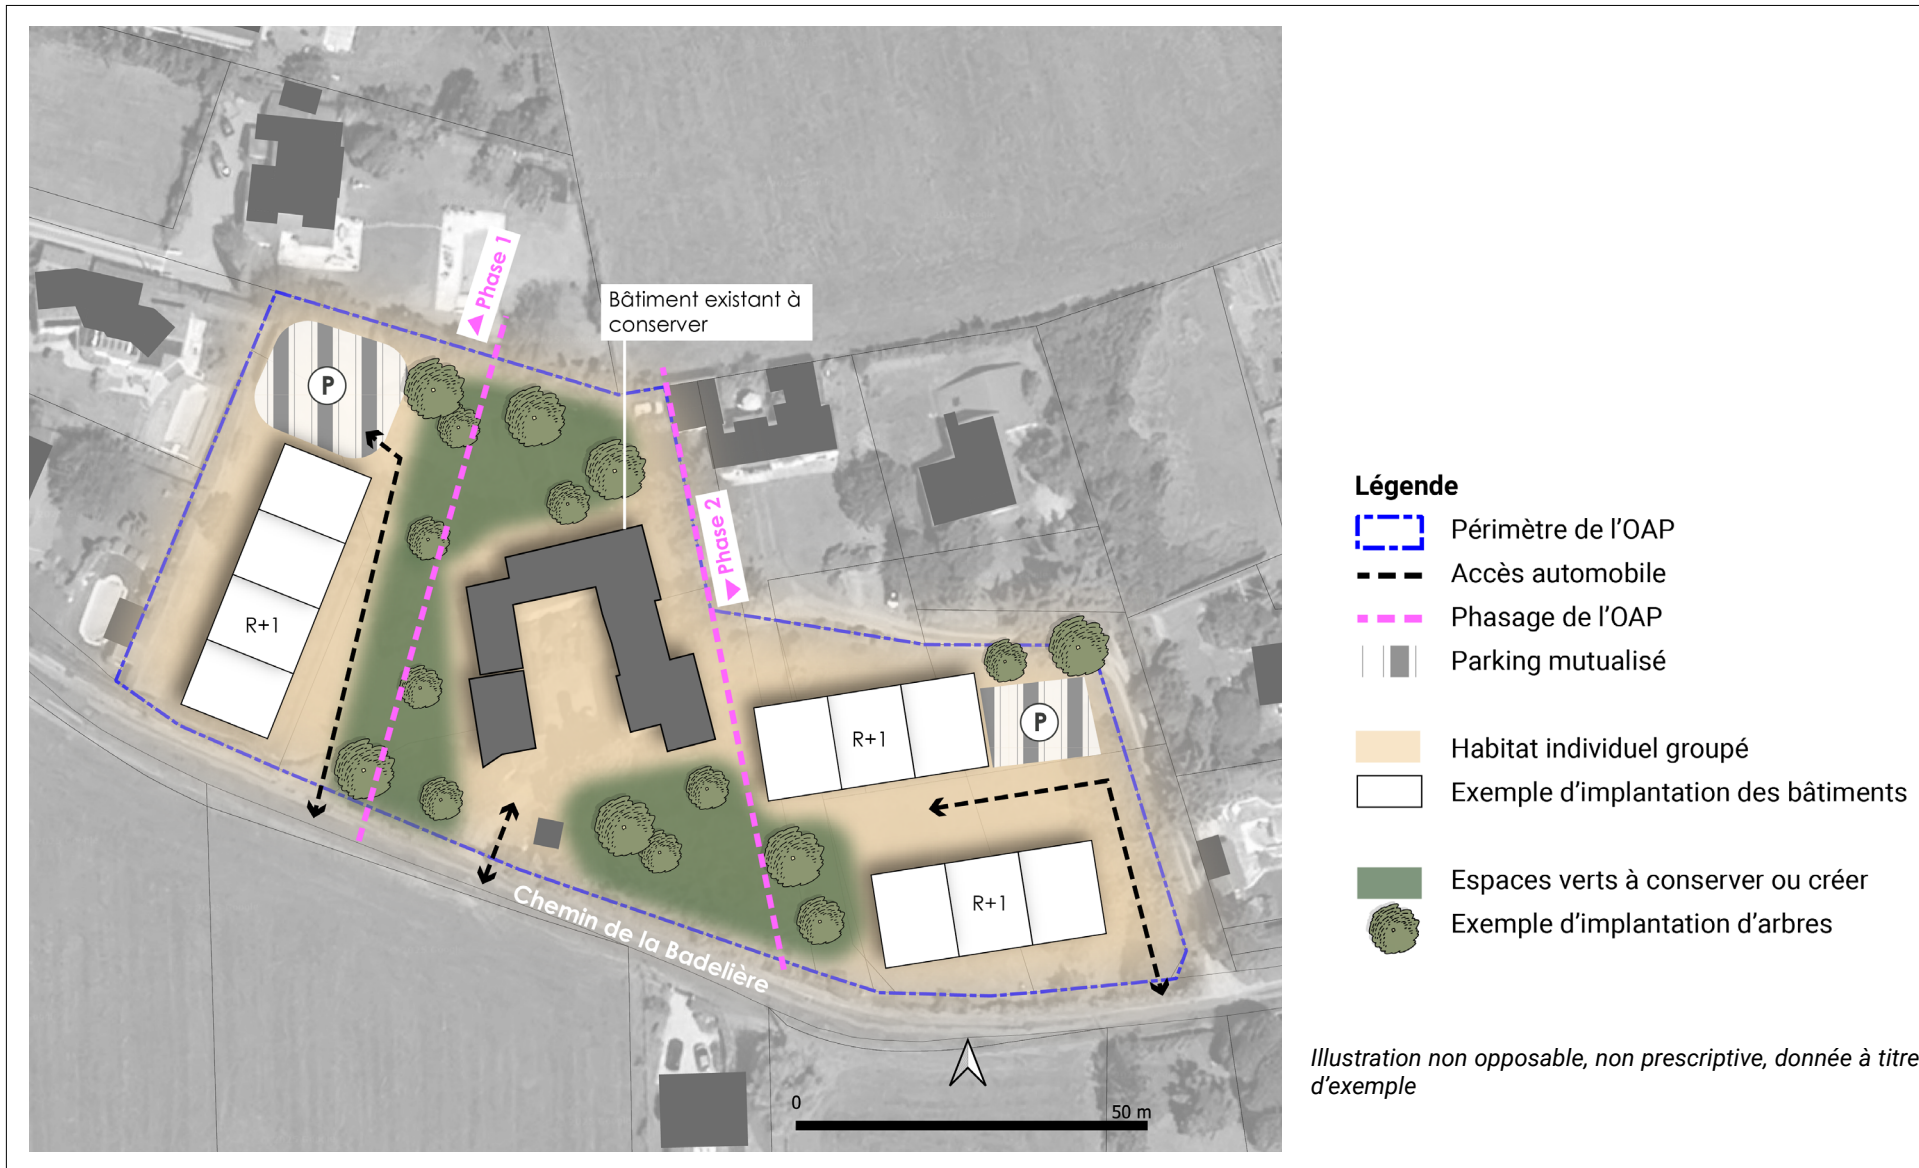 Phase 1
Bâtiment existant à
conserver
P
Phase 2
R+1
R+1
P
R+1
Chemin de la Badelière
0
50 m
Légende
Périmètre de l'OAP
Accès automobile
Phasage de l'OAP
Parking mutualisé
Habitat individuel groupé
Exemple d'implantation des bâtiments
Espaces verts à conserver ou créer
Exemple d'implantation d'arbres
Illustration non opposable, non prescriptive, donnée à titre
d'exemple